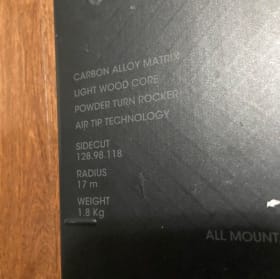 CARBON ALLOY MATRIX
LIGHT WOOD CORE
POWDER TURN ROCKER
AIR TIP TECHNOLOGY
SIDECUT
128.98.118
RADIUS
17 m
WEIGHT
1.8 Kg
ALL MOUNT